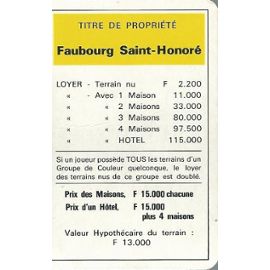 TITRE DE PROPRIÉTÉ
Faubourg Saint-Honoré
LOYER - Terrain nu F 2.200
« - Avec 1 Maison 11.000
« « 2 Maisons 33.000
« « 3 Maisons 80.000
« « 4 Maisons 97.500
« « HOTEL 115.000
Si un joueur possède TOUS les terrains d'un
Groupe de Couleur quelconque, le loyer
des terrains nus de ce groupe est doublé.
Prix des Maisons, F 15.000 chacune
Prix d'un Hôtel, F 15.000
plus 4 maisons
Valeur Hypothécaire du terrain :
F 13.000